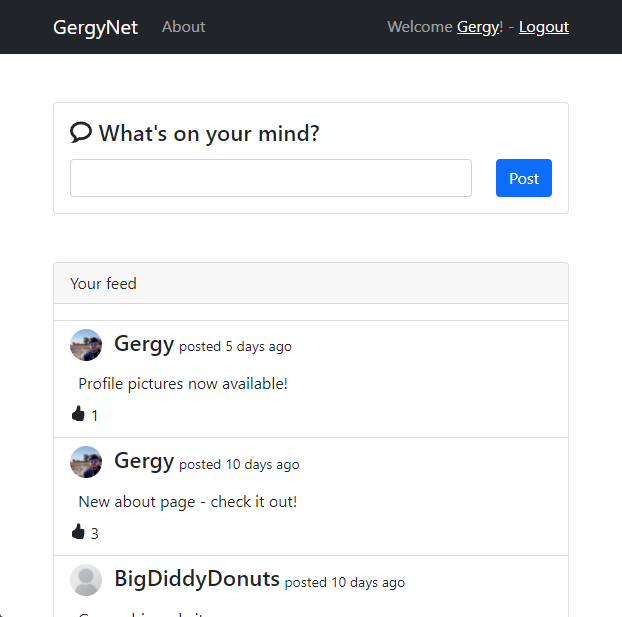 GergyNet About Welcome Gergy! - Logout
What's on your mind?
Post
Your feed
Gergy posted 5 days ago
Profile pictures now available!
1
Gergy posted 10 days ago
New about page - check it out!
3
BigDiddyDonuts posted 10 days ago